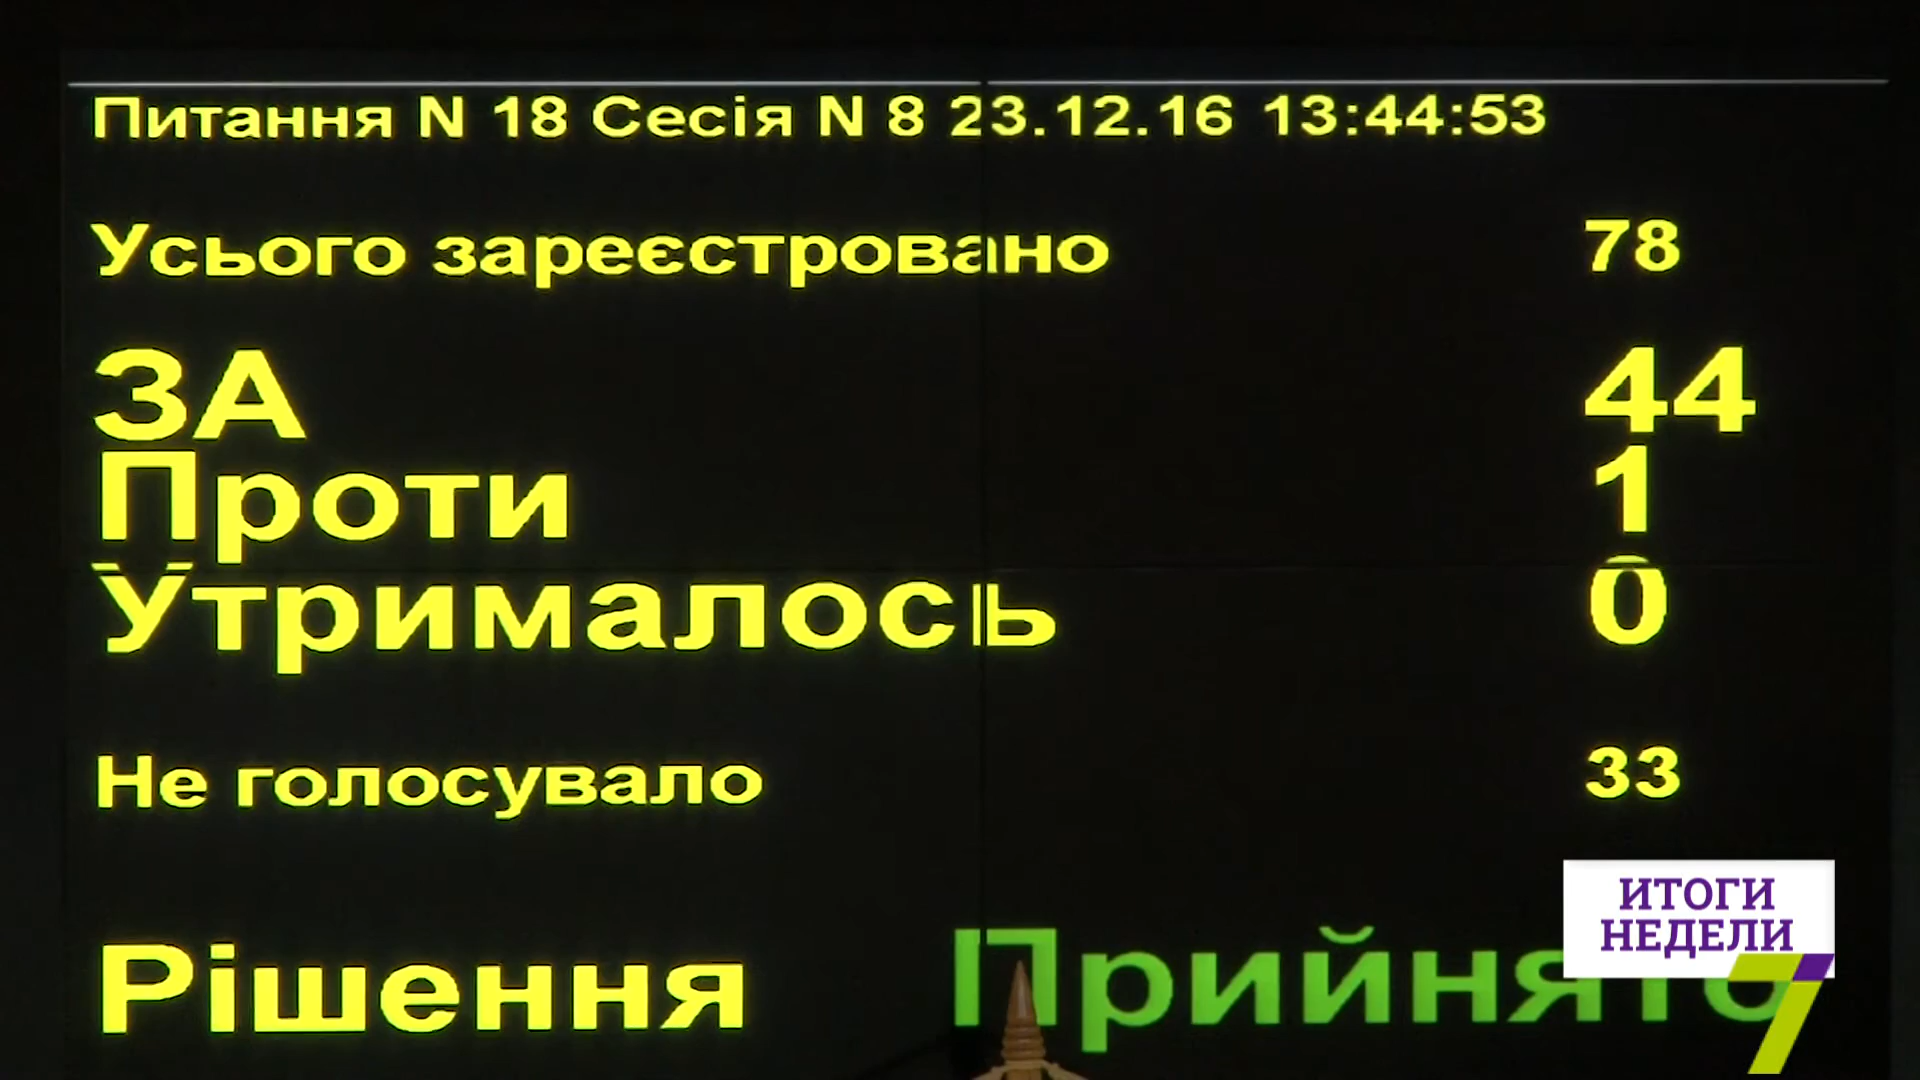 Питання N 18 Сесія N 8 23.12.16 13:44:53
Усього зареєстровано 78
ЗА 44
Проти 1
Утрималось 0
Не голосувало 33
Рішення Прийнято
ИТОГИ
НЕДЕЛИ
7